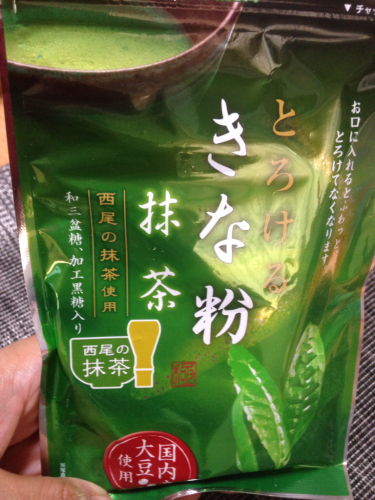 ▼チャッ
お口に入れるとふわっと
とろけてなくなります
とろける
きな粉
抹茶
西尾の抹茶使用
和三盆糖、加工黒糖入り
西尾の
抹茶
国内
大豆
使用